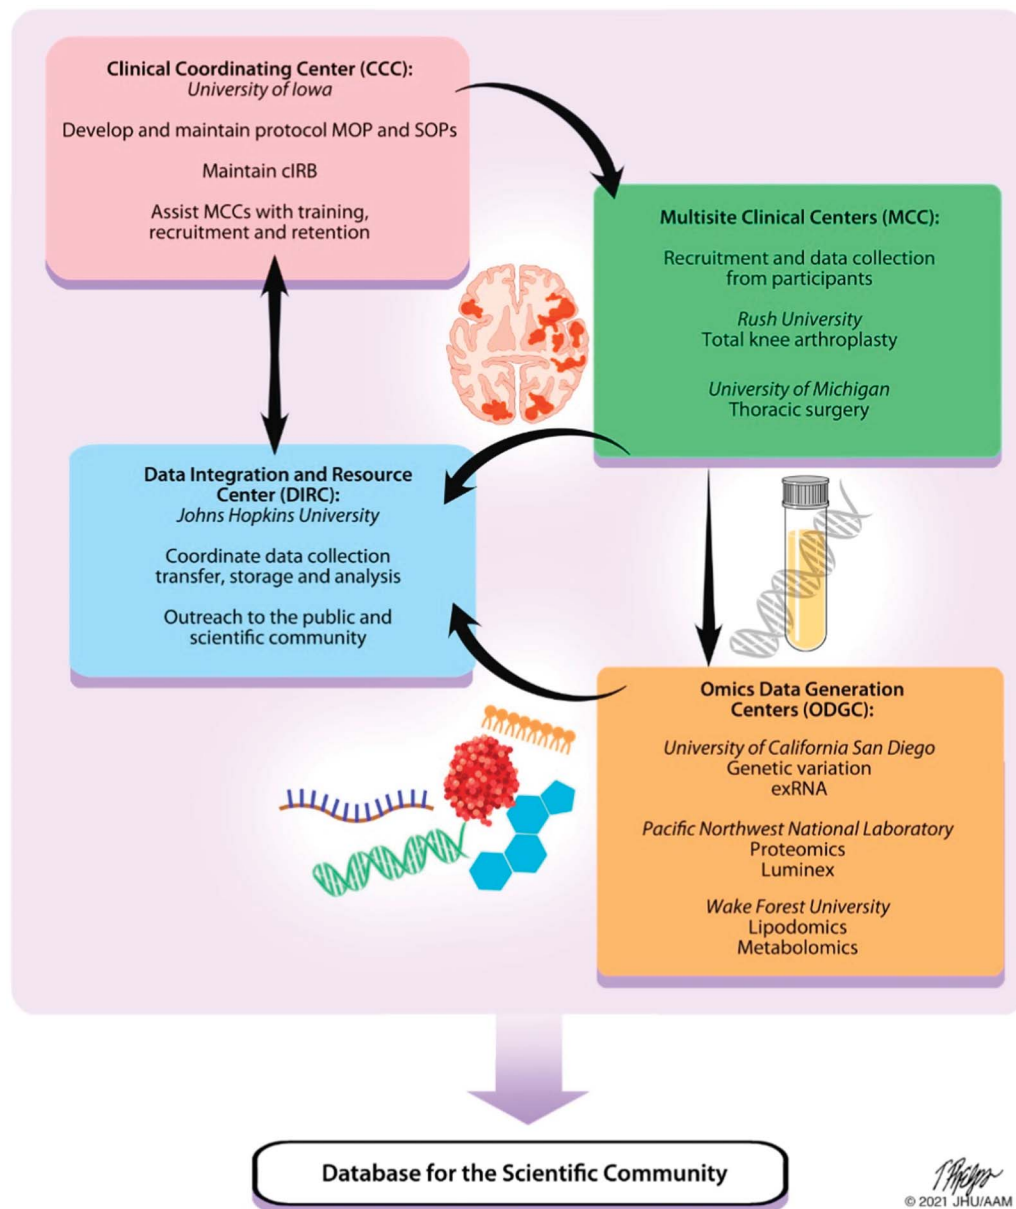 Clinical Coordinating Center (CCC):
University of Iowa
Develop and maintain protocol MOP and SOPs
Maintain cIRB
Assist MCCs with training,
recruitment and retention
Multisite Clinical Centers (MCC):
Recruitment and data collection
from participants
Rush University
Total knee arthroplasty
University of Michigan
Thoracic surgery
Data Integration and Resource
Center (DIRC):
Johns Hopkins University
Coordinate data collection
transfer, storage and analysis
Outreach to the public and
scientific community
Omics Data Generation
Centers (ODGC):
University of California San Diego
Genetic variation
exRNA
Pacific Northwest National Laboratory
Proteomics
Luminex
Wake Forest University
Lipodomics
Metabolomics
Database for the Scientific Community
© 2021 JHU/AAM